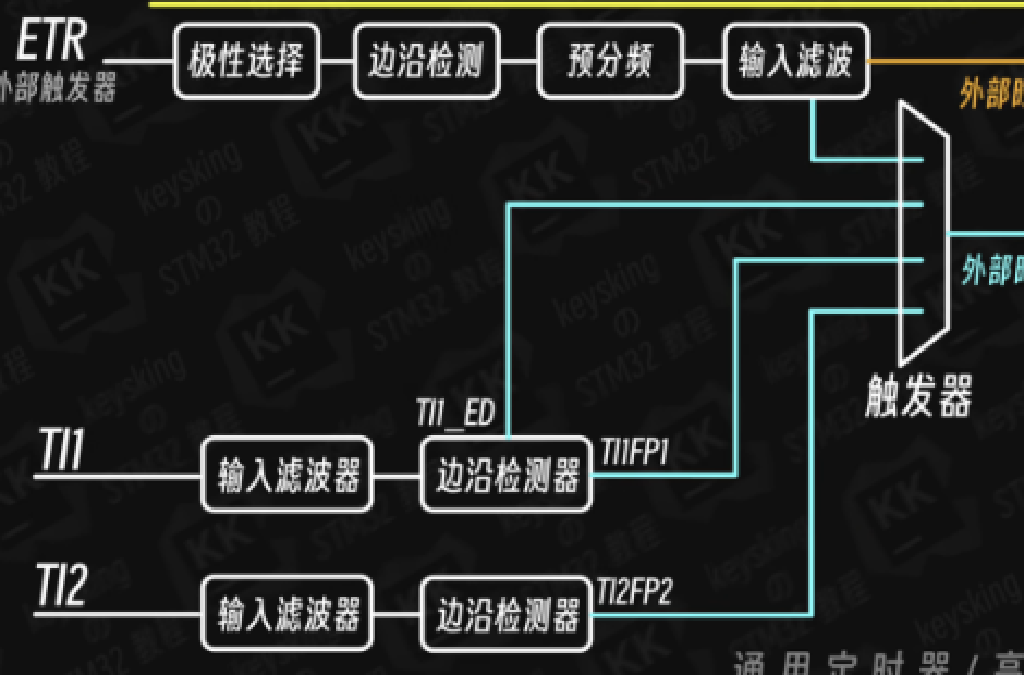 ETR
极性选择
边沿检测
预分频
输入滤波
外部触发器
外部时
触发器
外部时
TI1
输入滤波器
TI1_ED
边沿检测器
TI1FP1
TI2
输入滤波器
边沿检测器
TI2FP2
通用定时器/高
keysking
の
STM32 教程
KK